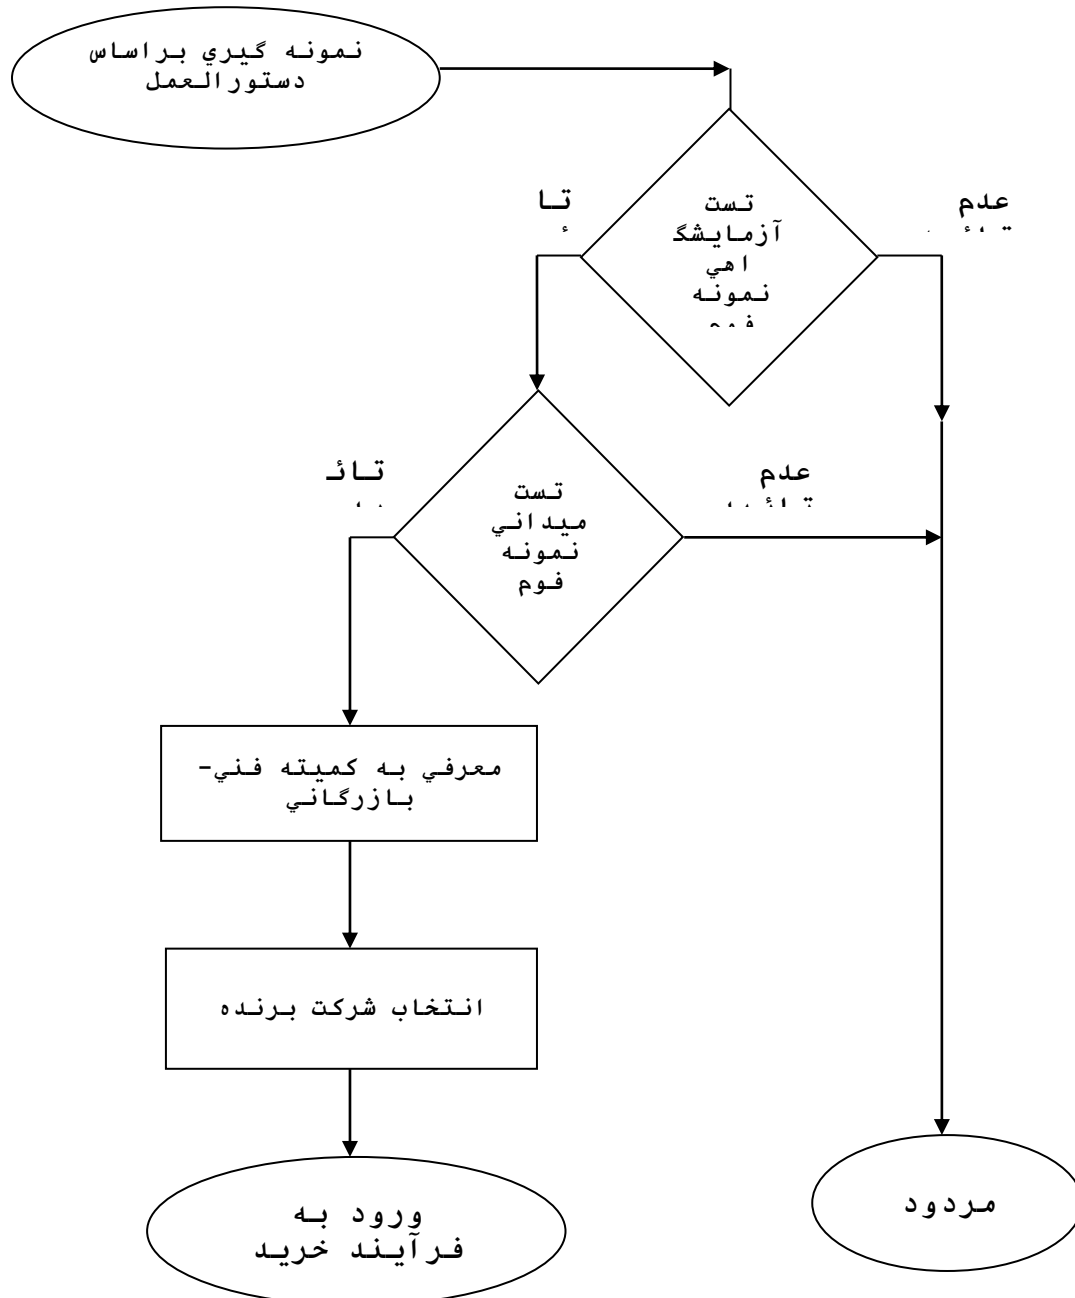 نمونه گيري براساس
دستورالعمل
تست
آزمايشگ
اهي
نمونه
تا
عدم
تست
ميداني
نمونه
فوم
تائـ
عدم
معرفي به كميته فني-
بازرگاني
انتخاب شركت برنده
ورود به
فرآيند خريد
مردود